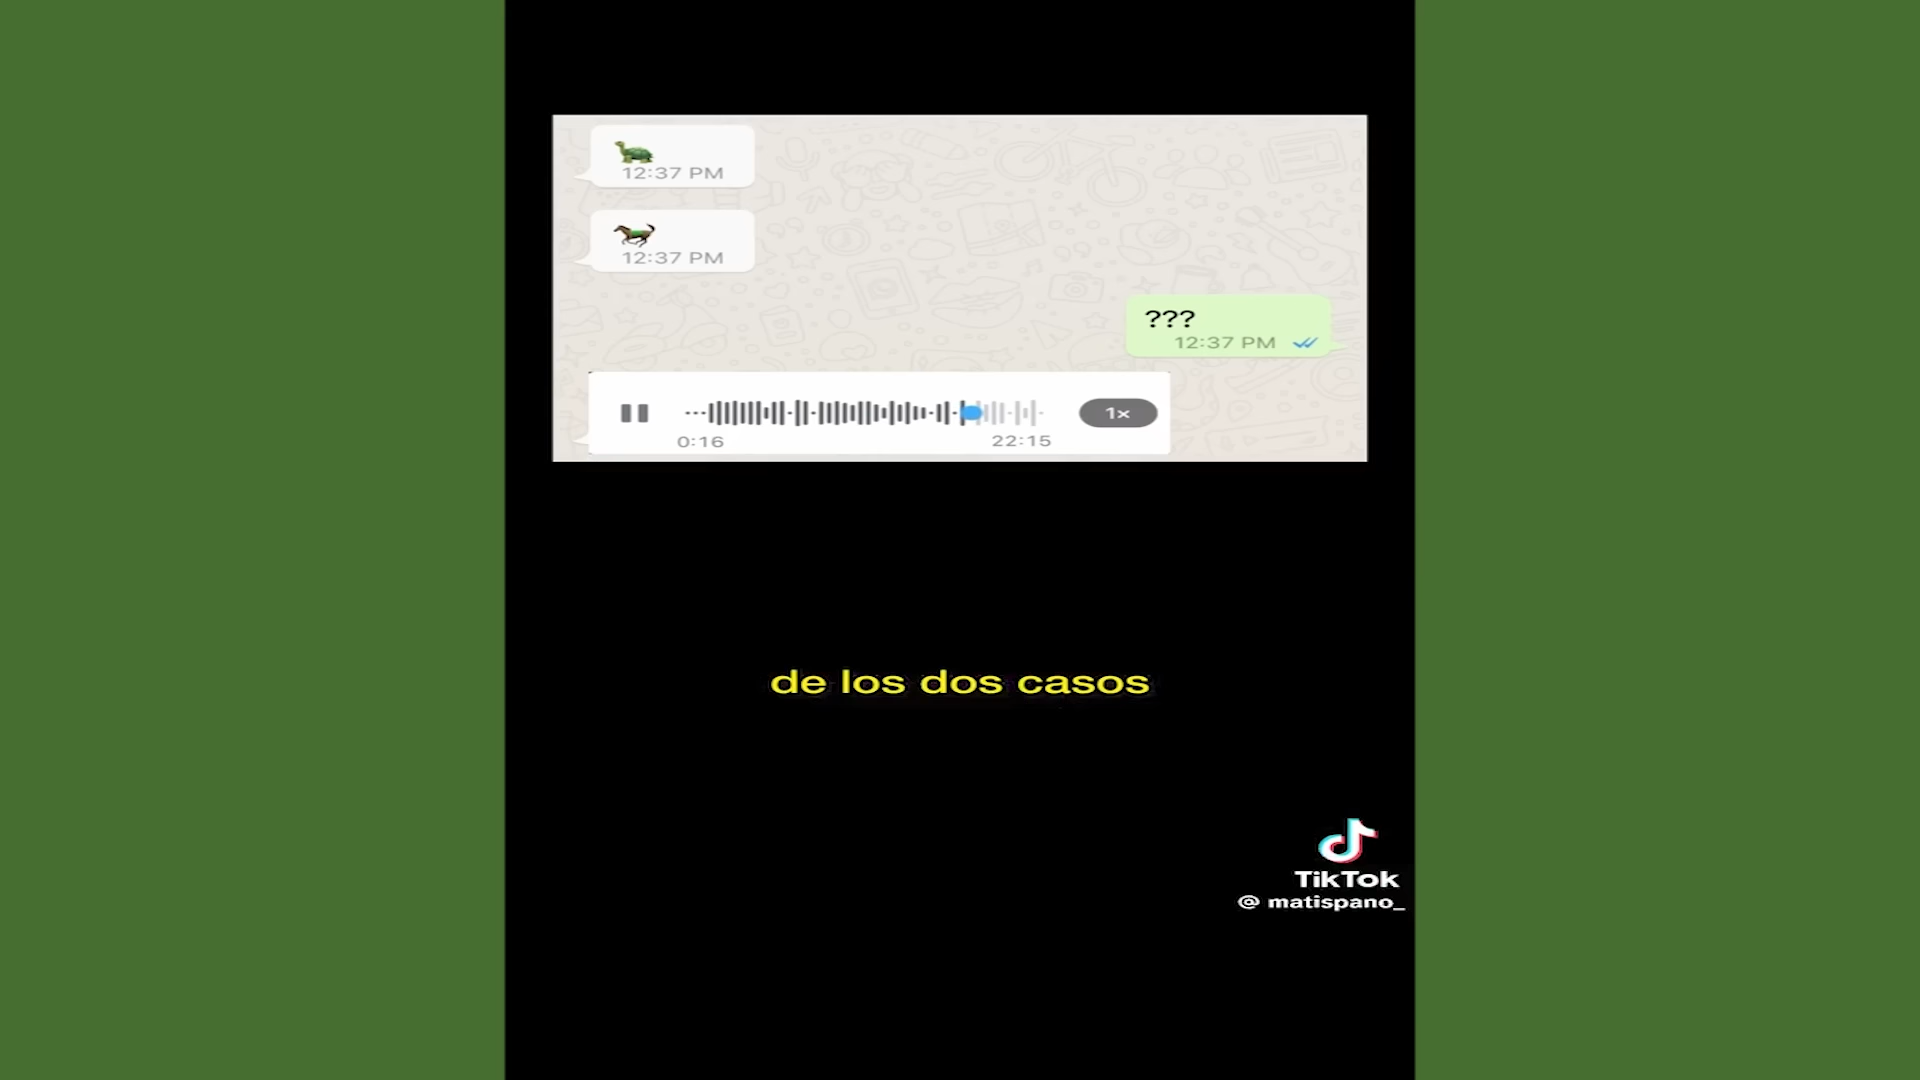 12:37 PM
12:37 PM
???
12:37 PM
1x
0:16 22:15
de los dos casos
TikTok
@ matispano_